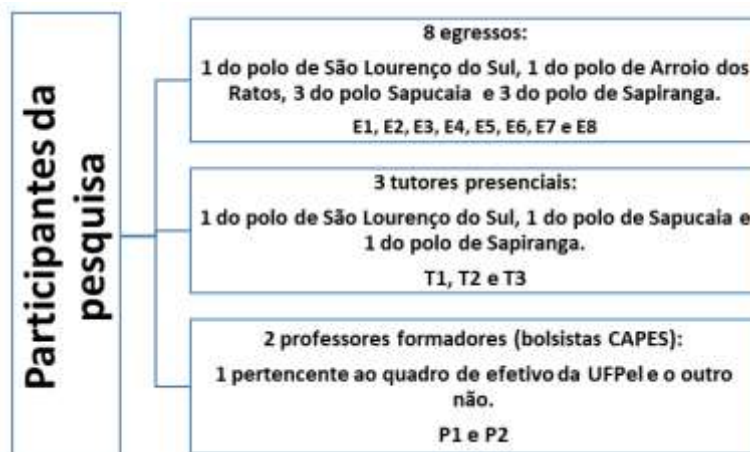 Participantes da
pesquisa
8 egressos:
1 do polo de São Lourenço do Sul, 1 do polo de Arroio dos
Ratos, 3 do polo Sapucaia e 3 do polo de Sapiranga.
E1, E2, E3, E4, E5, E6, E7 e E8
3 tutores presenciais:
1 do polo de São Lourenço do Sul, 1 do polo de Sapucaia e
1 do polo de Sapiranga.
T1, T2 e T3
2 professores formadores (bolsistas CAPES):
1 pertencente ao quadro de efetivo da UFPel e o outro
não.
P1 e P2